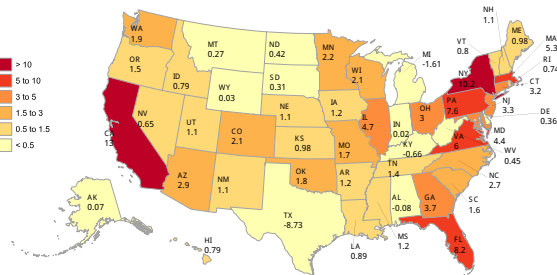 > 10
5 to 10
3 to 5
1.5 to 3
0.5 to 1.5
< 0.5
WA
1.9
OR
1.5
NV
0.65
ID
0.79
MT
0.27
WY
0.03
UT
1.1
AZ
2.9
CO
2.1
NM
1.1
ND
0.42
SD
0.31
NE
1.1
KS
0.98
OK
1.8
TX
-8.73
MN
2.2
IA
1.2
MO
1.7
AR
1.2
LA
0.89
WI
2.1
IL
4.7
MI
-1.61
IN
0.02
OH
3
KY
-0.66
TN
1.4
MS
1.2
AL
-0.08
GA
3.7
FL
8.2
SC
1.6
NC
2.7
VA
6
WV
0.45
MD
4.4
DE
0.36
NJ
3.3
PA
7.6
NY
10.2
CT
3.2
RI
0.74
MA
5.3
VT
0.8
NH
1.1
ME
0.98
AK
0.07
HI
0.79